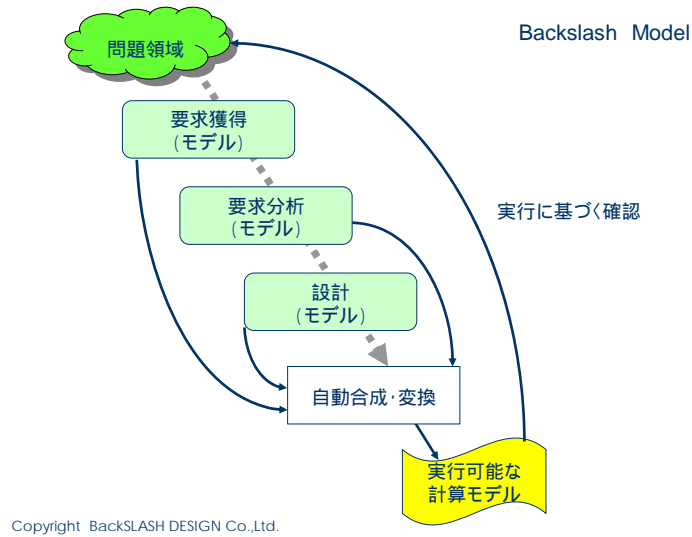 Backslash Model
問題領域
要求獲得
(モデル)
要求分析
(モデル)
実行に基づく確認
設計
(モデル)
自動合成・変換
実行可能な
計算モデル
Copyright BackSLASH DESIGN Co.,Ltd.